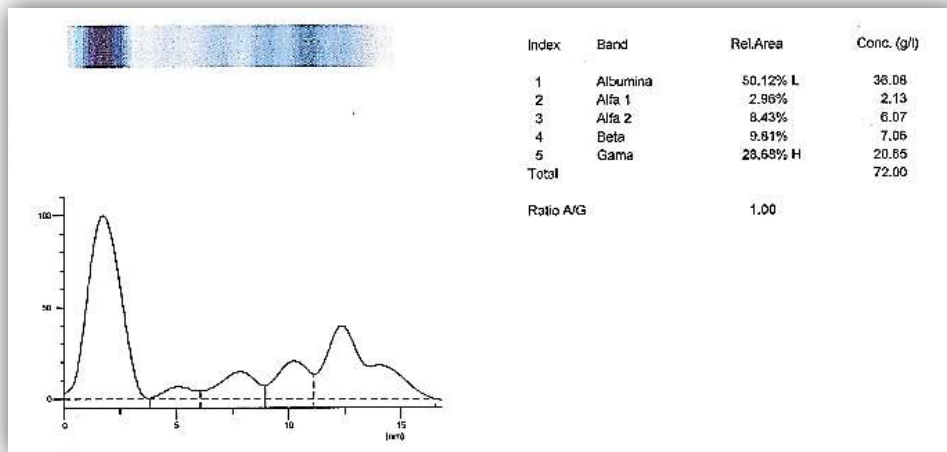 Index Band Rel.Area Conc. (g/l)
1 Albumina 50.12% L 36.08
2 Alfa 1 2.96% 2.13
3 Alfa 2 8.43% 6.07
4 Beta 9.81% 7.06
5 Gama 28.68% H 20.65
Total 72.00
Ratio A/G 1.00
100
50
0
0 5 10 15
(mm)